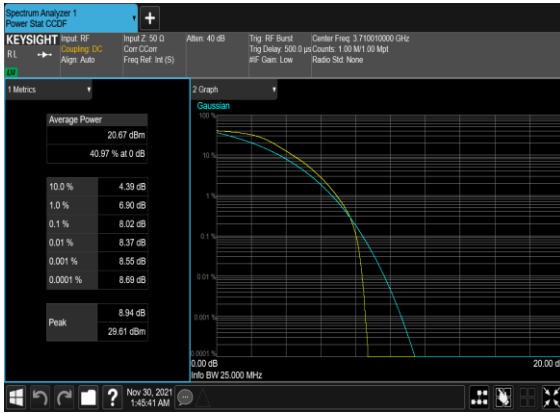 Spectrum Analyzer 1
Power Stat CCDF
KEYSIGHT
RL
Input: RF
Coupling: DC
Align: Auto
Input Z: 50 Ω
Corr CCorr
Freq Ref: Int (S)
Atten: 40 dB
Trig: RF Burst
Trig Delay: 500.0 µs
#IF Gain: Low
Center Freq: 3.710010000 GHz
Counts: 1.00 M/1.00 Mpt
Radio Std: None
1 Metrics
Average Power
20.67 dBm
40.97 % at 0 dB
10.0 % 4.39 dB
1.0 % 6.90 dB
0.1 % 8.02 dB
0.01 % 8.37 dB
0.001 % 8.55 dB
0.0001 % 8.69 dB
Peak
8.94 dB
29.61 dBm
2 Graph
Gaussian
100 %
10 %
1 %
0.1 %
0.01 %
0.001 %
0.0001 %
0.00 dB
20.00 d
Info BW 25.000 MHz
?
Nov 30, 2021
1:45:41 AM